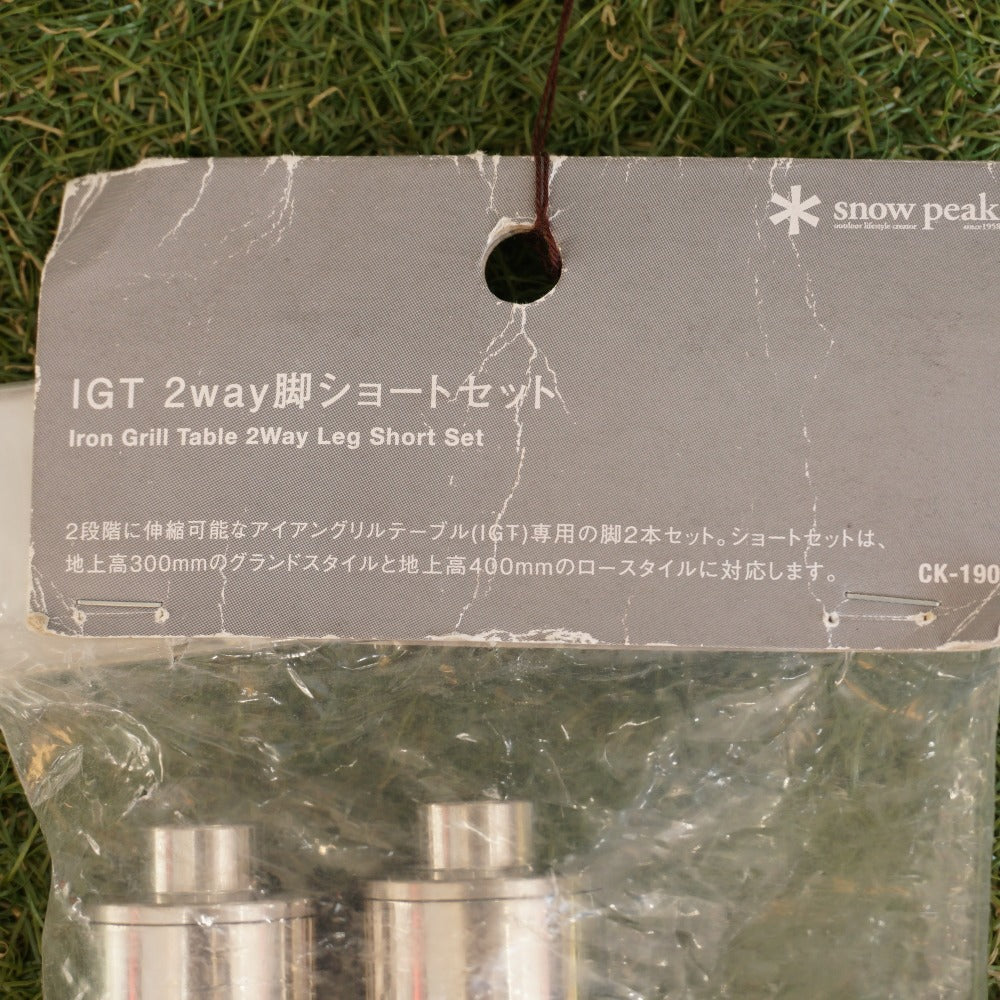 snow peak
outdoor lifestyle creator since 1958
IGT 2way脚ショートセット
Iron Grill Table 2Way Leg Short Set
2段階に伸縮可能なアイアングリルテーブル(IGT)専用の脚2本セット。ショートセットは、
地上高300mmのグランドスタイルと地上高400mmのロースタイルに対応します。
CK-190